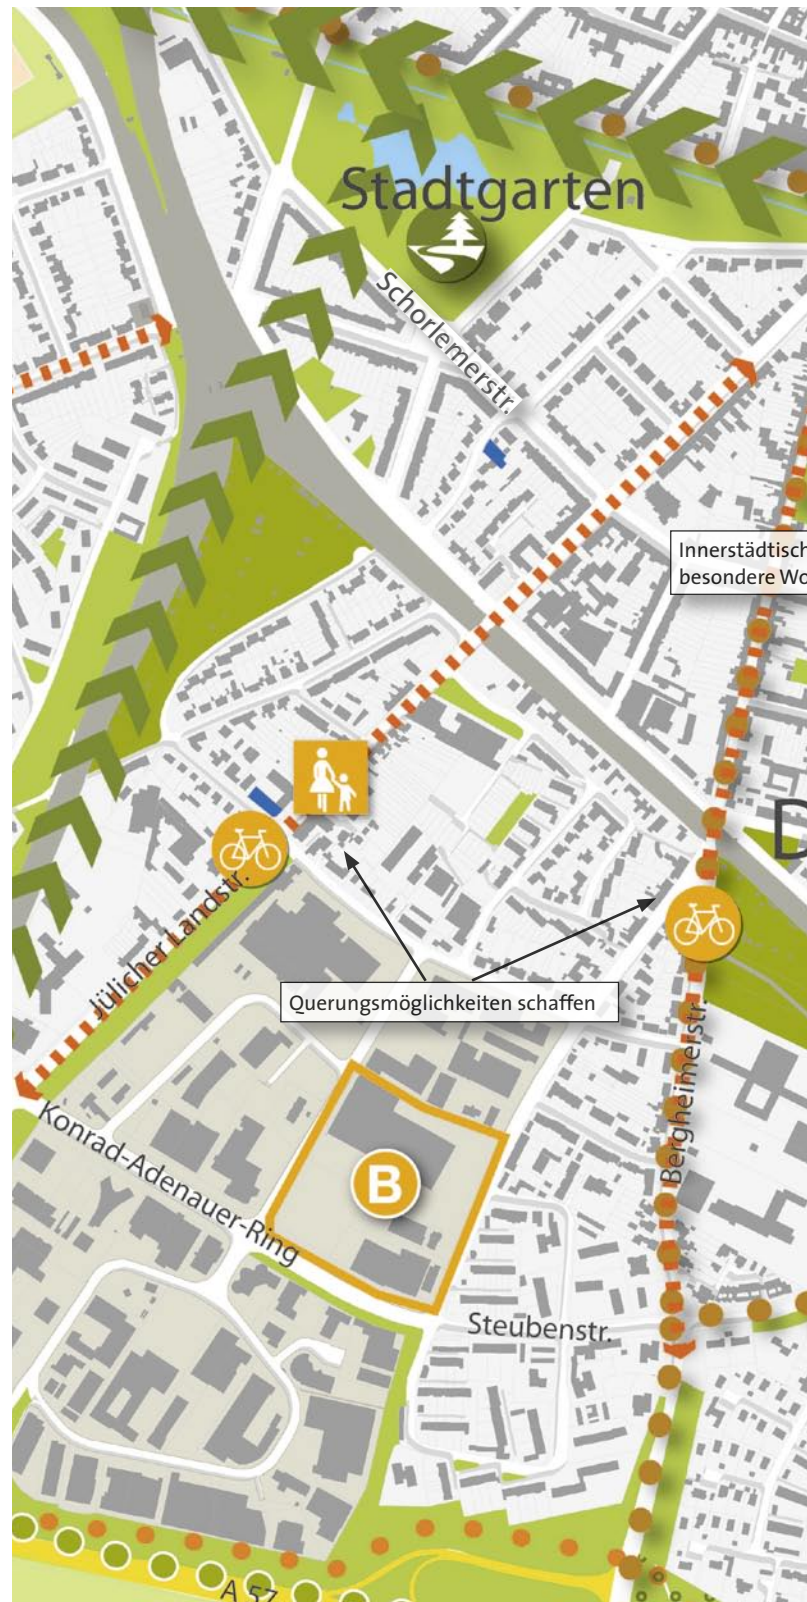 Stadtgarten
Schorlemerstr.
Innerstädtisch
besondere Wo
D
Jülicher Landstr.
Querungsmöglichkeiten schaffen
Bergheimerstr.
Konrad-Adenauer-Ring
B
Steubenstr.
A 57